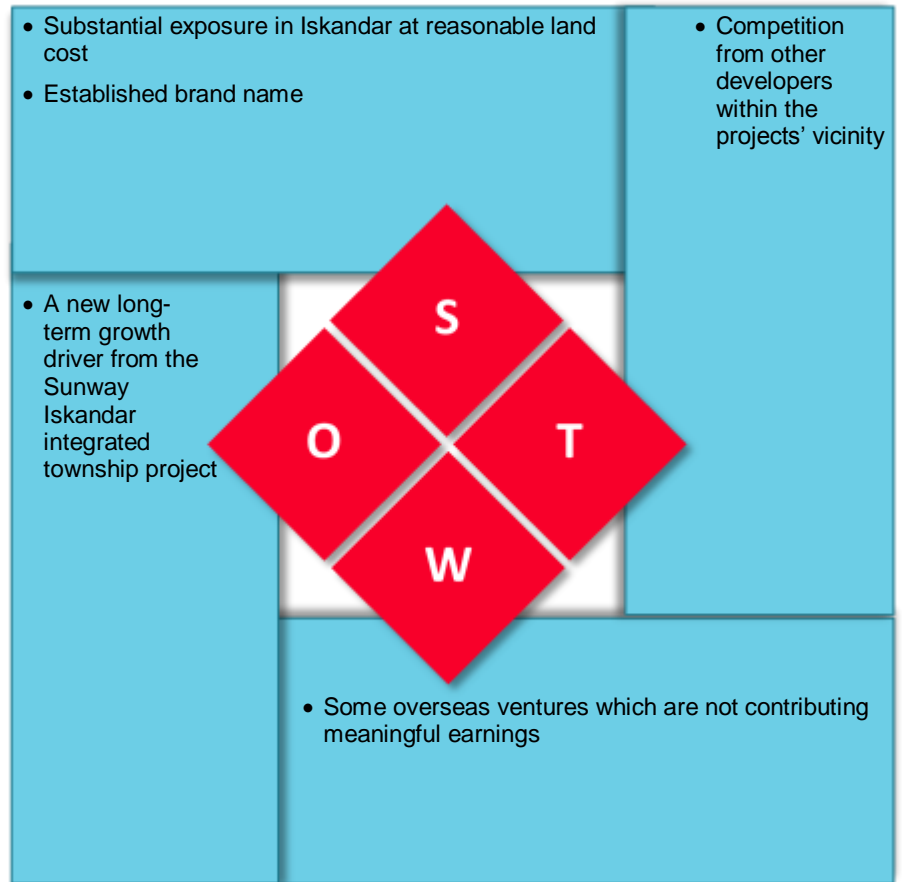 • Substantial exposure in Iskandar at reasonable land
cost
• Established brand name
• Competition
from other
developers
within the
projects’ vicinity
• A new long-
term growth
driver from the
Sunway
Iskandar
integrated
township project
S
O
T
W
• Some overseas ventures which are not contributing
meaningful earnings